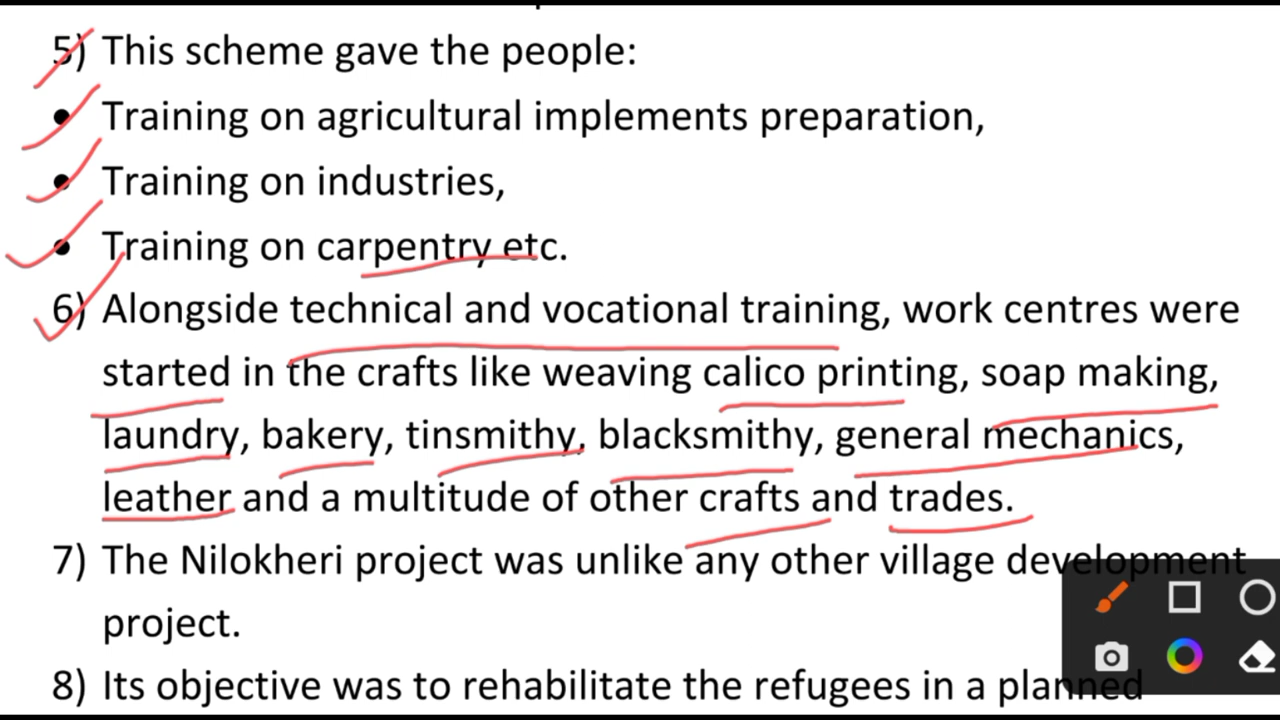 5) This scheme gave the people:
• Training on agricultural implements preparation,
• Training on industries,
• Training on carpentry etc.
6) Alongside technical and vocational training, work centres were
started in the crafts like weaving calico printing, soap making,
laundry, bakery, tinsmithy, blacksmithy, general mechanics,
leather and a multitude of other crafts and trades.
7) The Nilokheri project was unlike any other village development
project.
8) Its objective was to rehabilitate the refugees in a planned